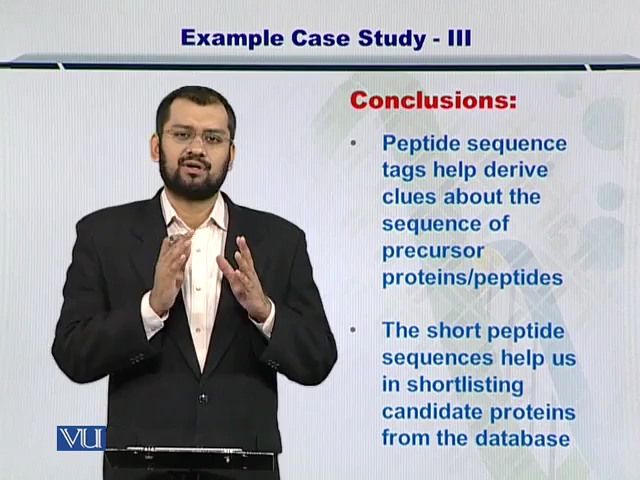 Example Case Study - III
Conclusions:
• Peptide sequence
tags help derive
clues about the
sequence of
precursor
proteins/peptides
• The short peptide
sequences help us
in shortlisting
candidate proteins
from the database
VU